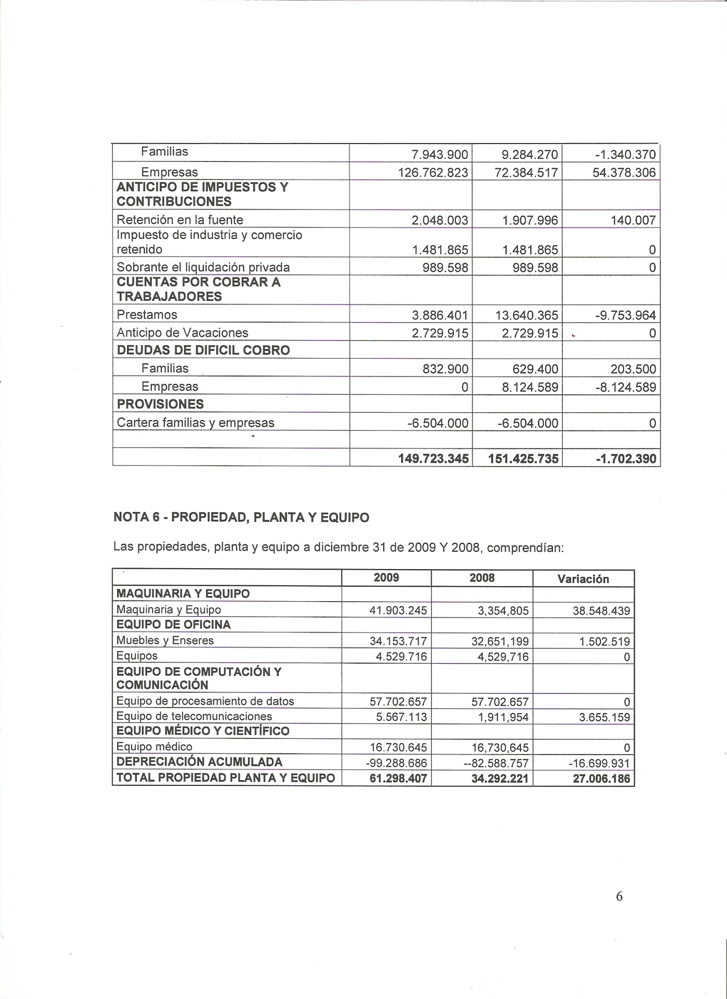 Familias 7.943.900 9.284.270 -1.340.370
Empresas 126.762.823 72.384.517 54.378.306
ANTICIPO DE IMPUESTOS Y
CONTRIBUCIONES
Retención en la fuente 2.048.003 1.907.996 140.007
Impuesto de industria y comercio
retenido 1.481.865 1.481.865 0
Sobrante el liquidación privada 989.598 989.598 0
CUENTAS POR COBRAR A
TRABAJADORES
Prestamos 3.886.401 13.640.365 -9.753.964
Anticipo de Vacaciones 2.729.915 2.729.915 0
DEUDAS DE DIFICIL COBRO
Familias 832.900 629.400 203.500
Empresas 0 8.124.589 -8.124.589
PROVISIONES
Cartera familias y empresas -6.504.000 -6.504.000 0
149.723.345 151.425.735 -1.702.390
NOTA 6 - PROPIEDAD, PLANTA Y EQUIPO
Las propiedades, planta y equipo a diciembre 31 de 2009 Y 2008, comprendían:
2009 2008 Variación
MAQUINARIA Y EQUIPO
Maquinaria y Equipo 41.903.245 3,354,805 38.548.439
EQUIPO DE OFICINA
Muebles y Enseres 34.153.717 32,651,199 1.502.519
Equipos 4.529.716 4,529,716 0
EQUIPO DE COMPUTACIÓN Y
COMUNICACIÓN
Equipo de procesamiento de datos 57.702.657 57.702.657 0
Equipo de telecomunicaciones 5.567.113 1,911,954 3.655.159
EQUIPO MÉDICO Y CIENTÍFICO
Equipo médico 16.730.645 16,730,645 0
DEPRECIACIÓN ACUMULADA -99.288.686 --82.588.757 -16.699.931
TOTAL PROPIEDAD PLANTA Y EQUIPO 61.298.407 34.292.221 27.006.186
6